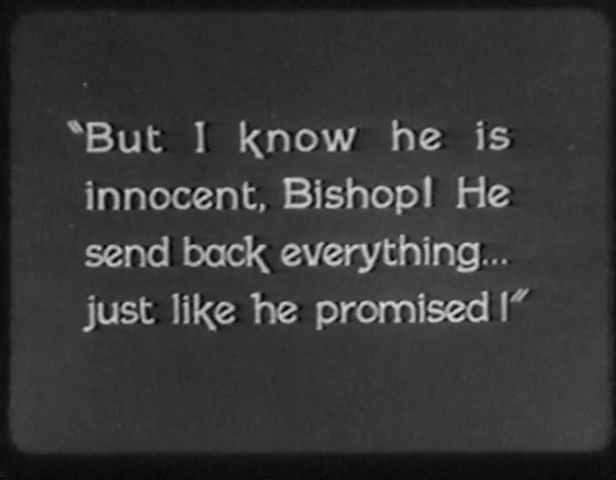 "But I know he is
innocent, Bishop! He
send back everything...
just like he promised!"